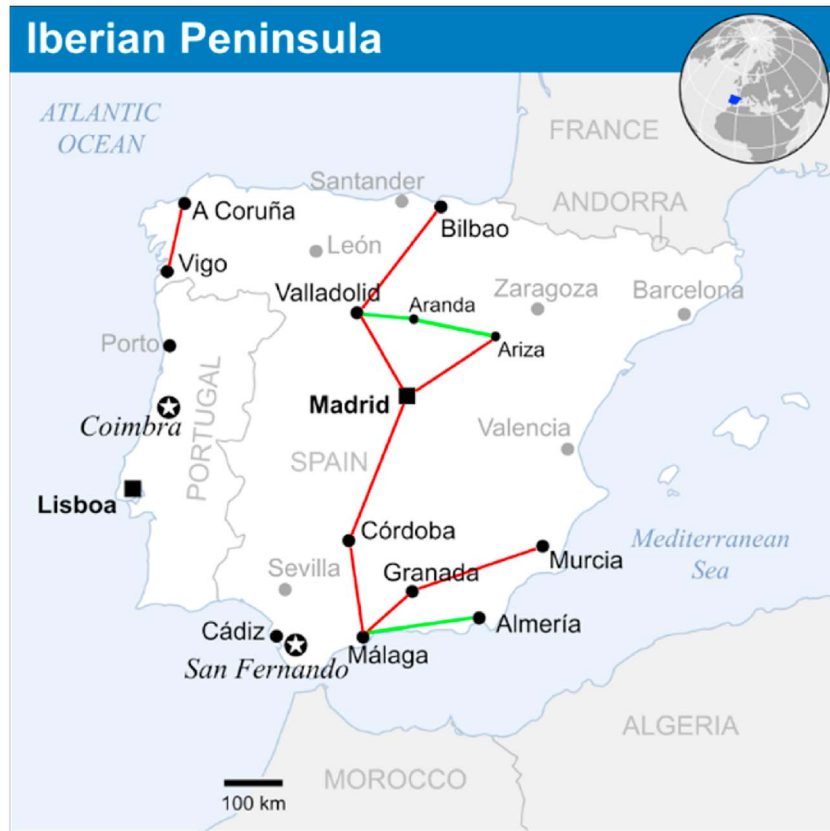 Iberian Peninsula
ATLANTIC
OCEAN
FRANCE
Santander
ANDORRA
A Coruña
Bilbao
León
Vigo
Valladolid
Aranda
Zaragoza
Barcelona
Porto
Ariza
Madrid
Coimbra
PORTUGAL
Valencia
SPAIN
Lisboa
Córdoba
Mediterranean
Sea
Murcia
Sevilla
Granada
Cádiz
Almería
Málaga
San Fernando
ALGERIA
MOROCCO
100 km